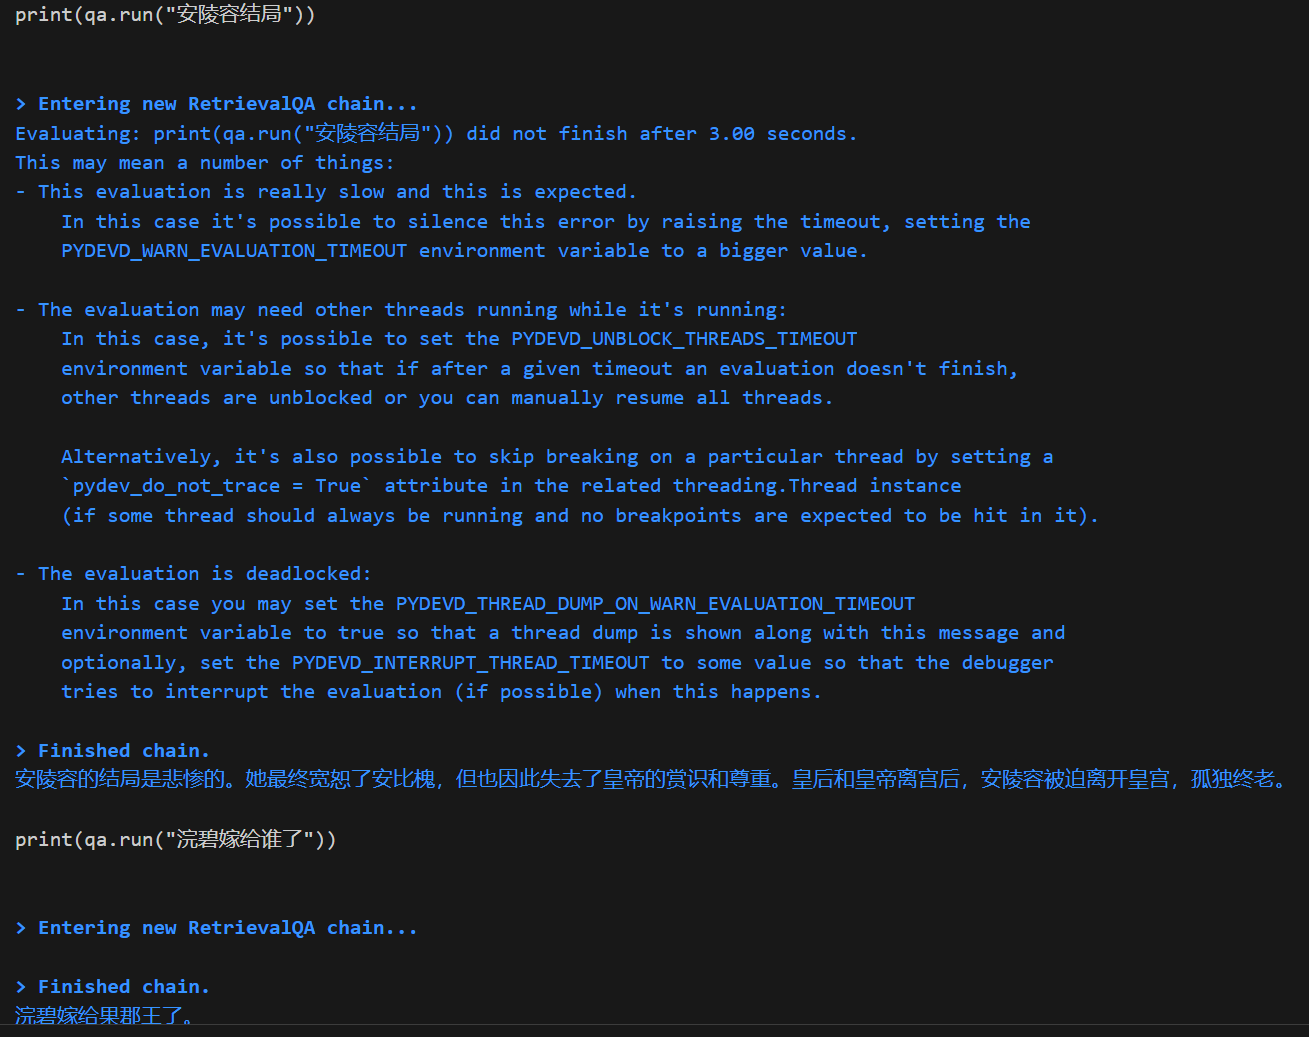 print(qa.run("安陵容结局"))
> Entering new RetrievalQA chain...
Evaluating: print(qa.run("安陵容结局")) did not finish after 3.00 seconds.
This may mean a number of things:
- This evaluation is really slow and this is expected.
In this case it's possible to silence this error by raising the timeout, setting the
PYDEVD_WARN_EVALUATION_TIMEOUT environment variable to a bigger value.
- The evaluation may need other threads running while it's running:
In this case, it's possible to set the PYDEVD_UNBLOCK_THREADS_TIMEOUT
environment variable so that if after a given timeout an evaluation doesn't finish,
other threads are unblocked or you can manually resume all threads.
Alternatively, it's also possible to skip breaking on a particular thread by setting a
`pydev_do_not_trace = True` attribute in the related threading.Thread instance
(if some thread should always be running and no breakpoints are expected to be hit in it).
- The evaluation is deadlocked:
In this case you may set the PYDEVD_THREAD_DUMP_ON_WARN_EVALUATION_TIMEOUT
environment variable to true so that a thread dump is shown along with this message and
optionally, set the PYDEVD_INTERRUPT_THREAD_TIMEOUT to some value so that the debugger
tries to interrupt the evaluation (if possible) when this happens.
> Finished chain.
安陵容的结局是悲惨的。她最终宽恕了安比槐，但也因此失去了皇帝的赏识和尊重。皇后和皇帝离宫后，安陵容被迫离开皇宫，孤独终老。
print(qa.run("浣碧嫁给谁了"))
> Entering new RetrievalQA chain...
> Finished chain.
浣碧嫁给果郡王了。